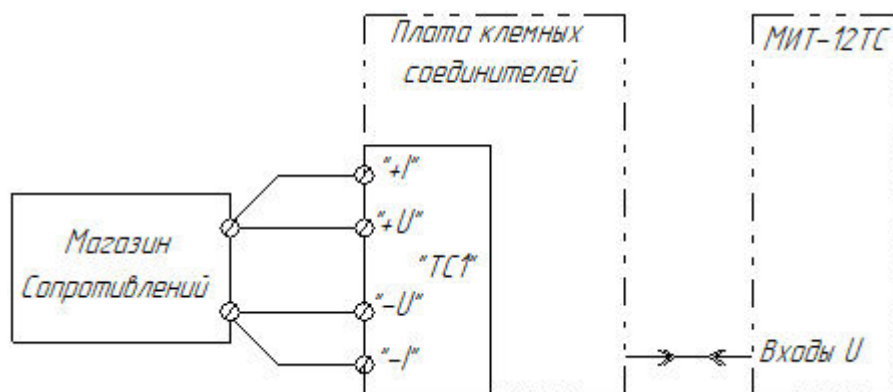 Плата клемных
соединителей
МИТ-12ТС
"+I"
"+U"
"ТС1"
Магазин
Сопротивлений
"-U"
"-I"
Входы U